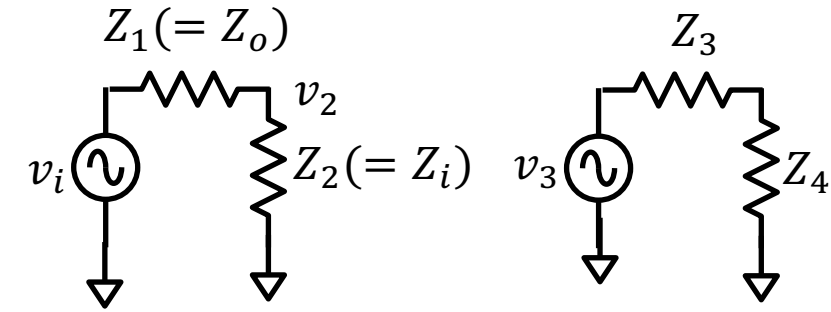 Z₁(= Zₒ)
Z₃
v₂
vᵢ
Z₂(= Zᵢ)
v₃
Z₄